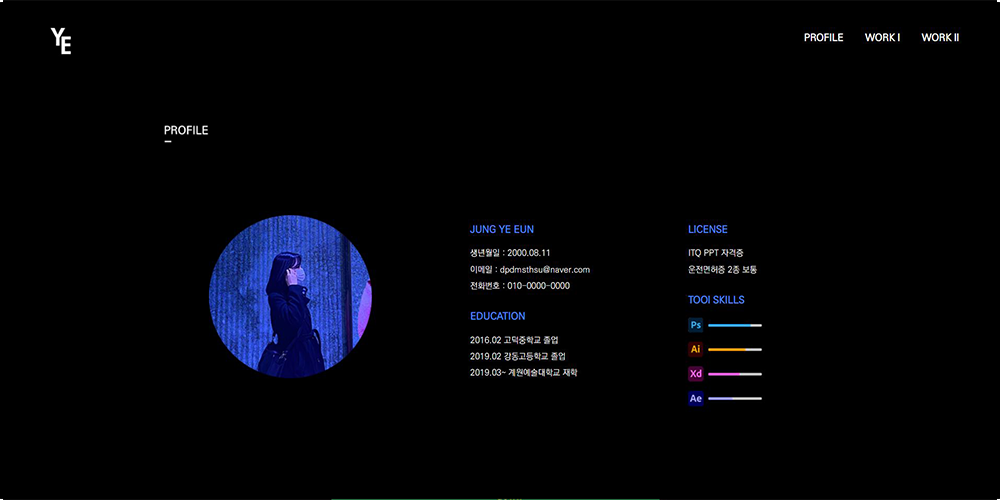 YE
PROFILE WORK I WORK II
PROFILE
JUNG YE EUN
생년월일 : 2000.08.11
이메일 : dpdmsthsu@naver.com
전화번호 : 010-0000-0000
EDUCATION
2016.02 고덕중학교 졸업
2019.02 강동고등학교 졸업
2019.03~ 계원예술대학교 재학
LICENSE
ITQ PPT 자격증
운전면허증 2종 보통
TOOl SKILLS
Ps
Ai
Xd
Ae